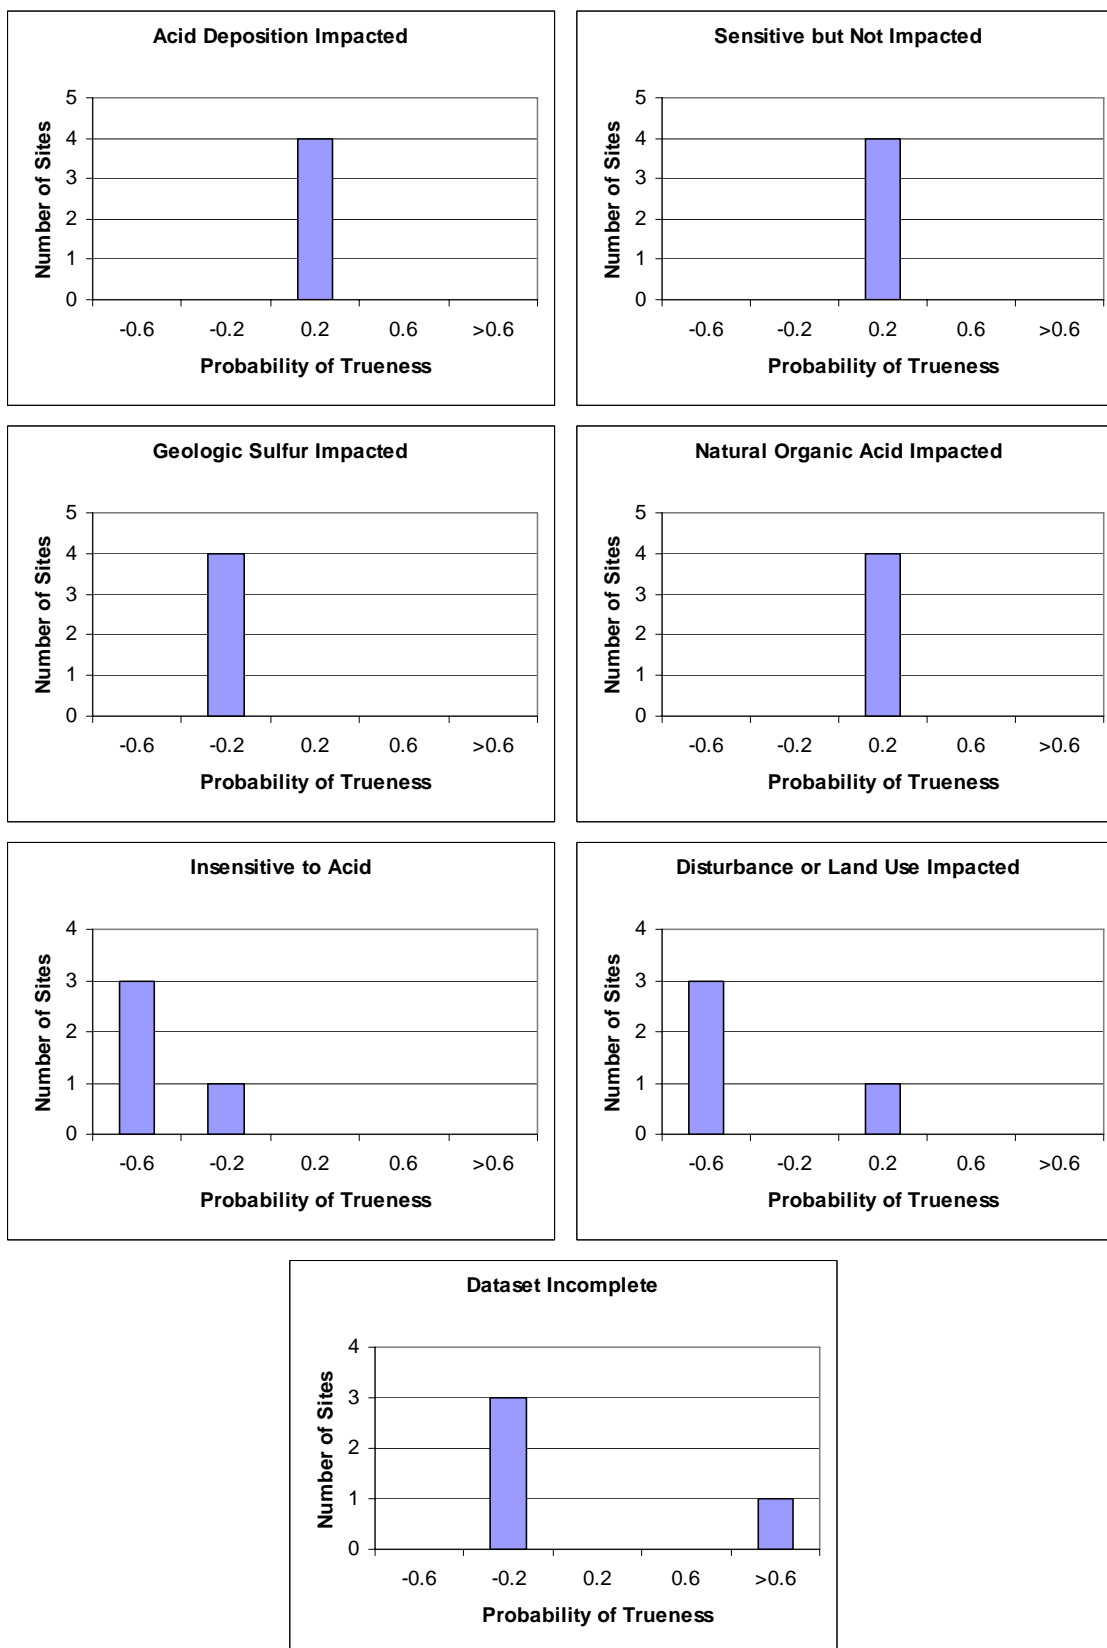 Acid Deposition Impacted
Number of Sites
5
4
3
2
1
0
-0.6 -0.2 0.2 0.6 >0.6
Probability of Trueness
Sensitive but Not Impacted
Number of Sites
5
4
3
2
1
0
-0.6 -0.2 0.2 0.6 >0.6
Probability of Trueness
Geologic Sulfur Impacted
Number of Sites
5
4
3
2
1
0
-0.6 -0.2 0.2 0.6 >0.6
Probability of Trueness
Natural Organic Acid Impacted
Number of Sites
5
4
3
2
1
0
-0.6 -0.2 0.2 0.6 >0.6
Probability of Trueness
Insensitive to Acid
Number of Sites
4
3
2
1
0
-0.6 -0.2 0.2 0.6 >0.6
Probability of Trueness
Disturbance or Land Use Impacted
Number of Sites
4
3
2
1
0
-0.6 -0.2 0.2 0.6 >0.6
Probability of Trueness
Dataset Incomplete
Number of Sites
4
3
2
1
0
-0.6 -0.2 0.2 0.6 >0.6
Probability of Trueness